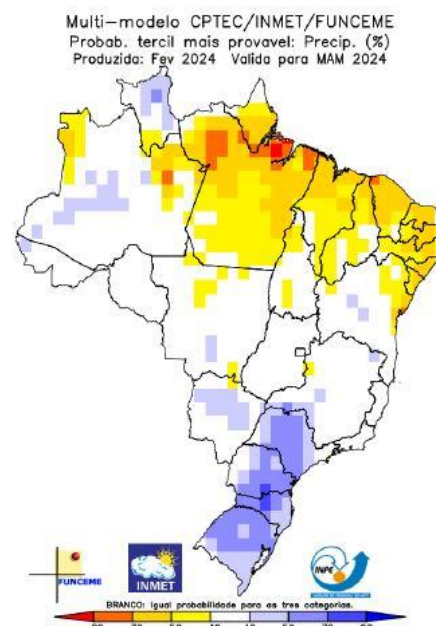 Multi-modelo CPTEC/INMET/FUNCEME
Probab. tercil mais provavel: Precip. (%)
Produzida: Fev 2024 Valida para MAM 2024
FUNCEME
INMET
INPE
BRANCO: Igual probabilidade para as tres categorias.